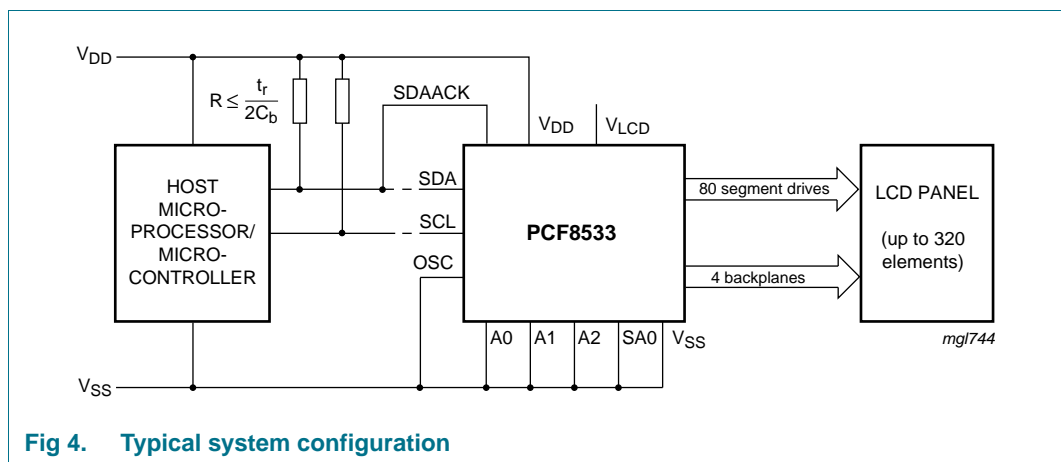 VDD
R ≤ tr
2Cb
SDAACK
VDD
VLCD
HOST
MICRO-
PROCESSOR/
MICRO-
CONTROLLER
SDA
SCL
OSC
PCF8533
80 segment drives
4 backplanes
LCD PANEL
(up to 320
elements)
A0
A1
A2
SA0
VSS
mgl744
VSS
Fig 4. Typical system configuration